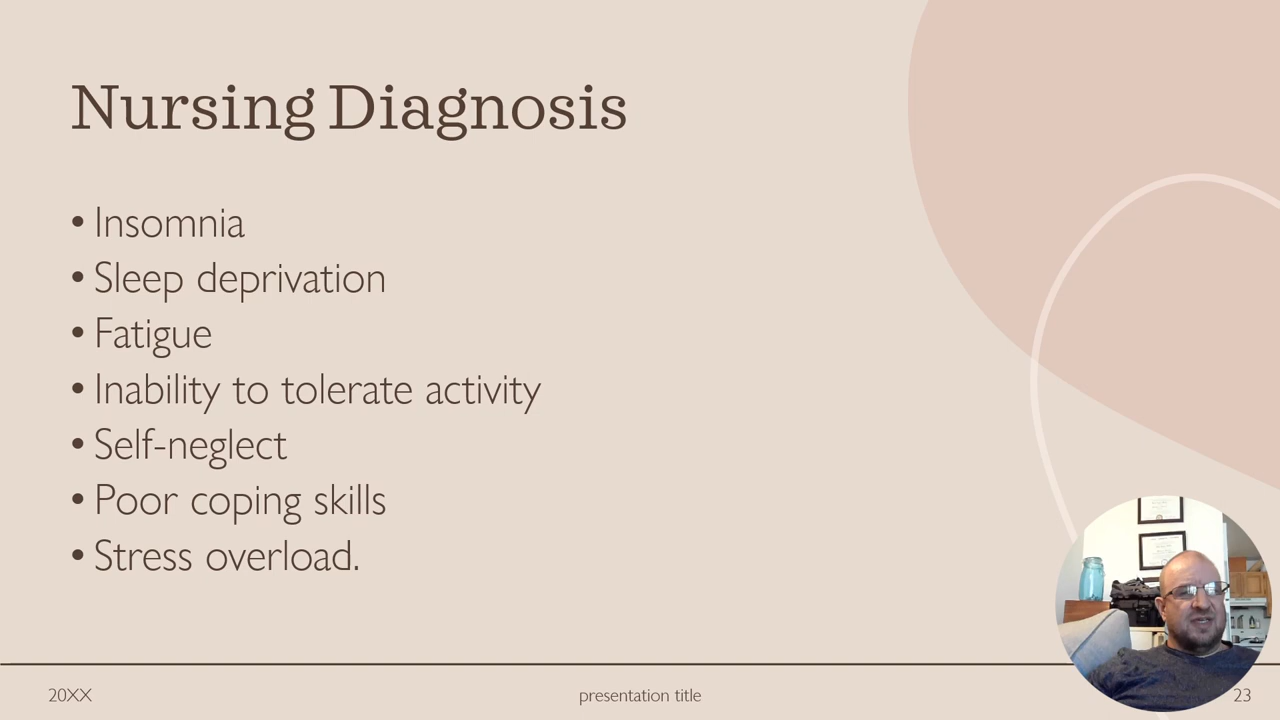 Nursing Diagnosis
• Insomnia
• Sleep deprivation
• Fatigue
• Inability to tolerate activity
• Self-neglect
• Poor coping skills
• Stress overload.
20XX
presentation title
23